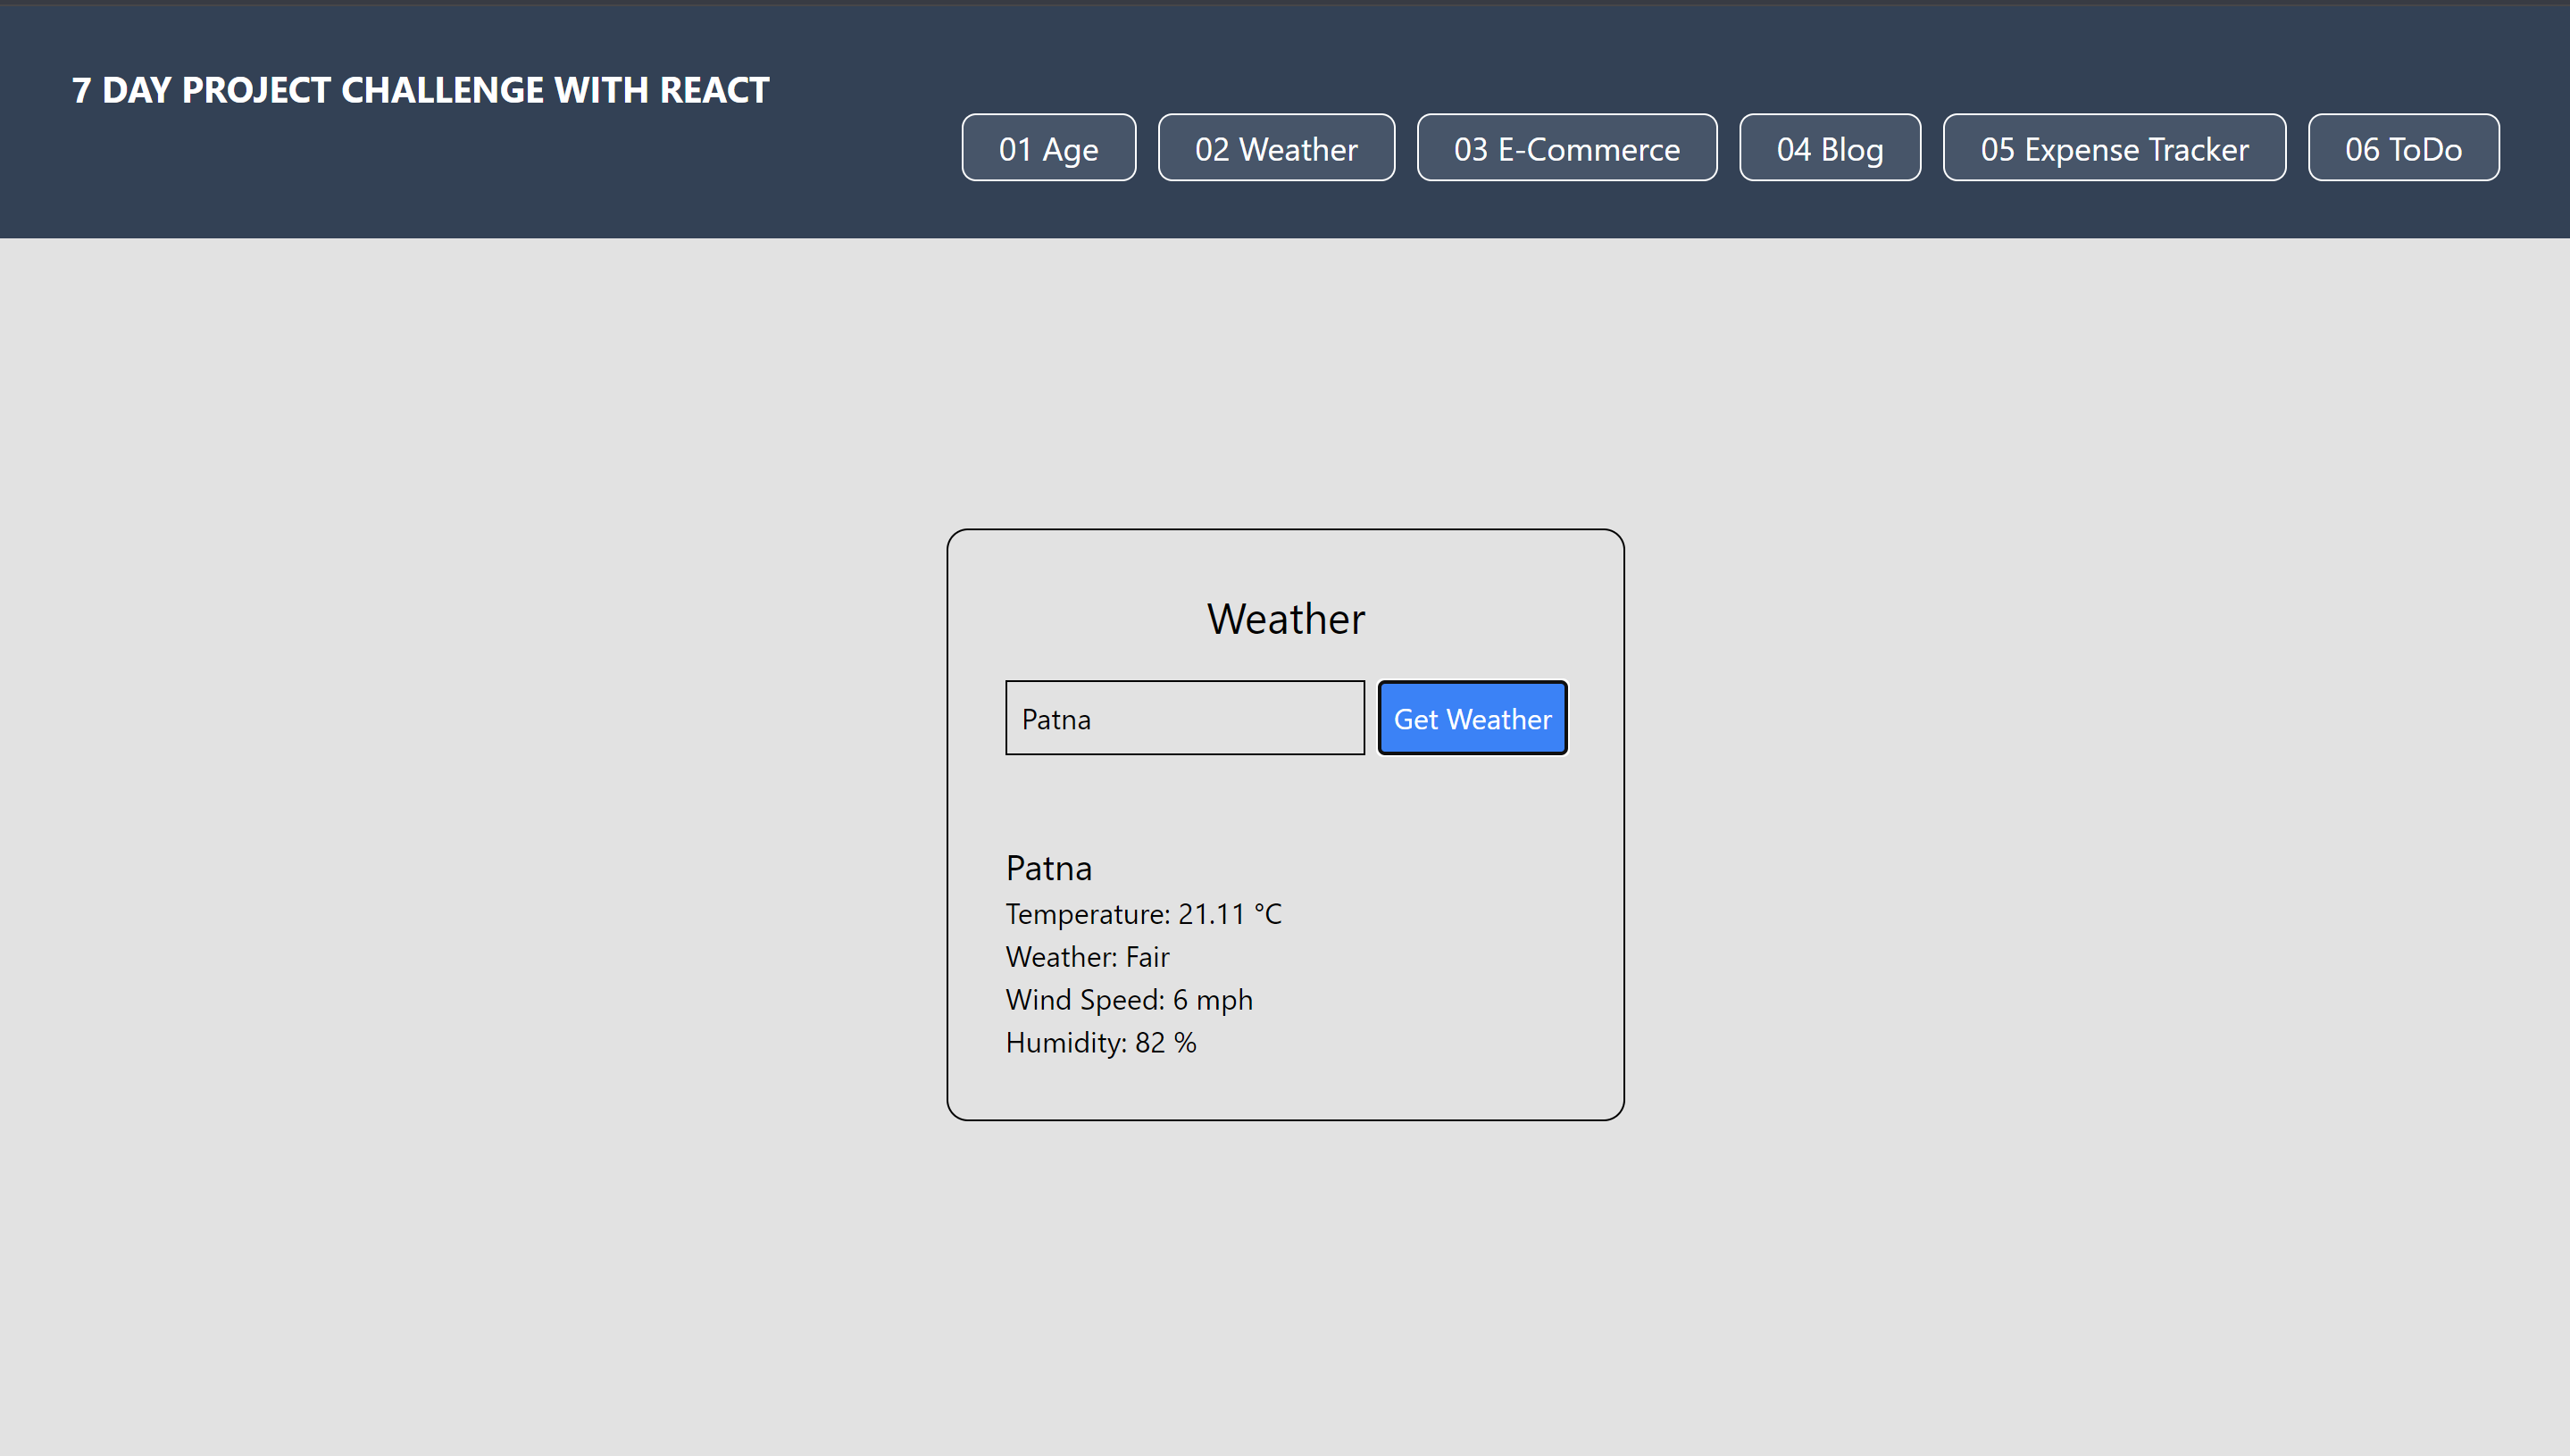 7 DAY PROJECT CHALLENGE WITH REACT
01 Age
02 Weather
03 E-Commerce
04 Blog
05 Expense Tracker
06 ToDo
Weather
Patna
Get Weather
Patna
Temperature: 21.11 °C
Weather: Fair
Wind Speed: 6 mph
Humidity: 82 %